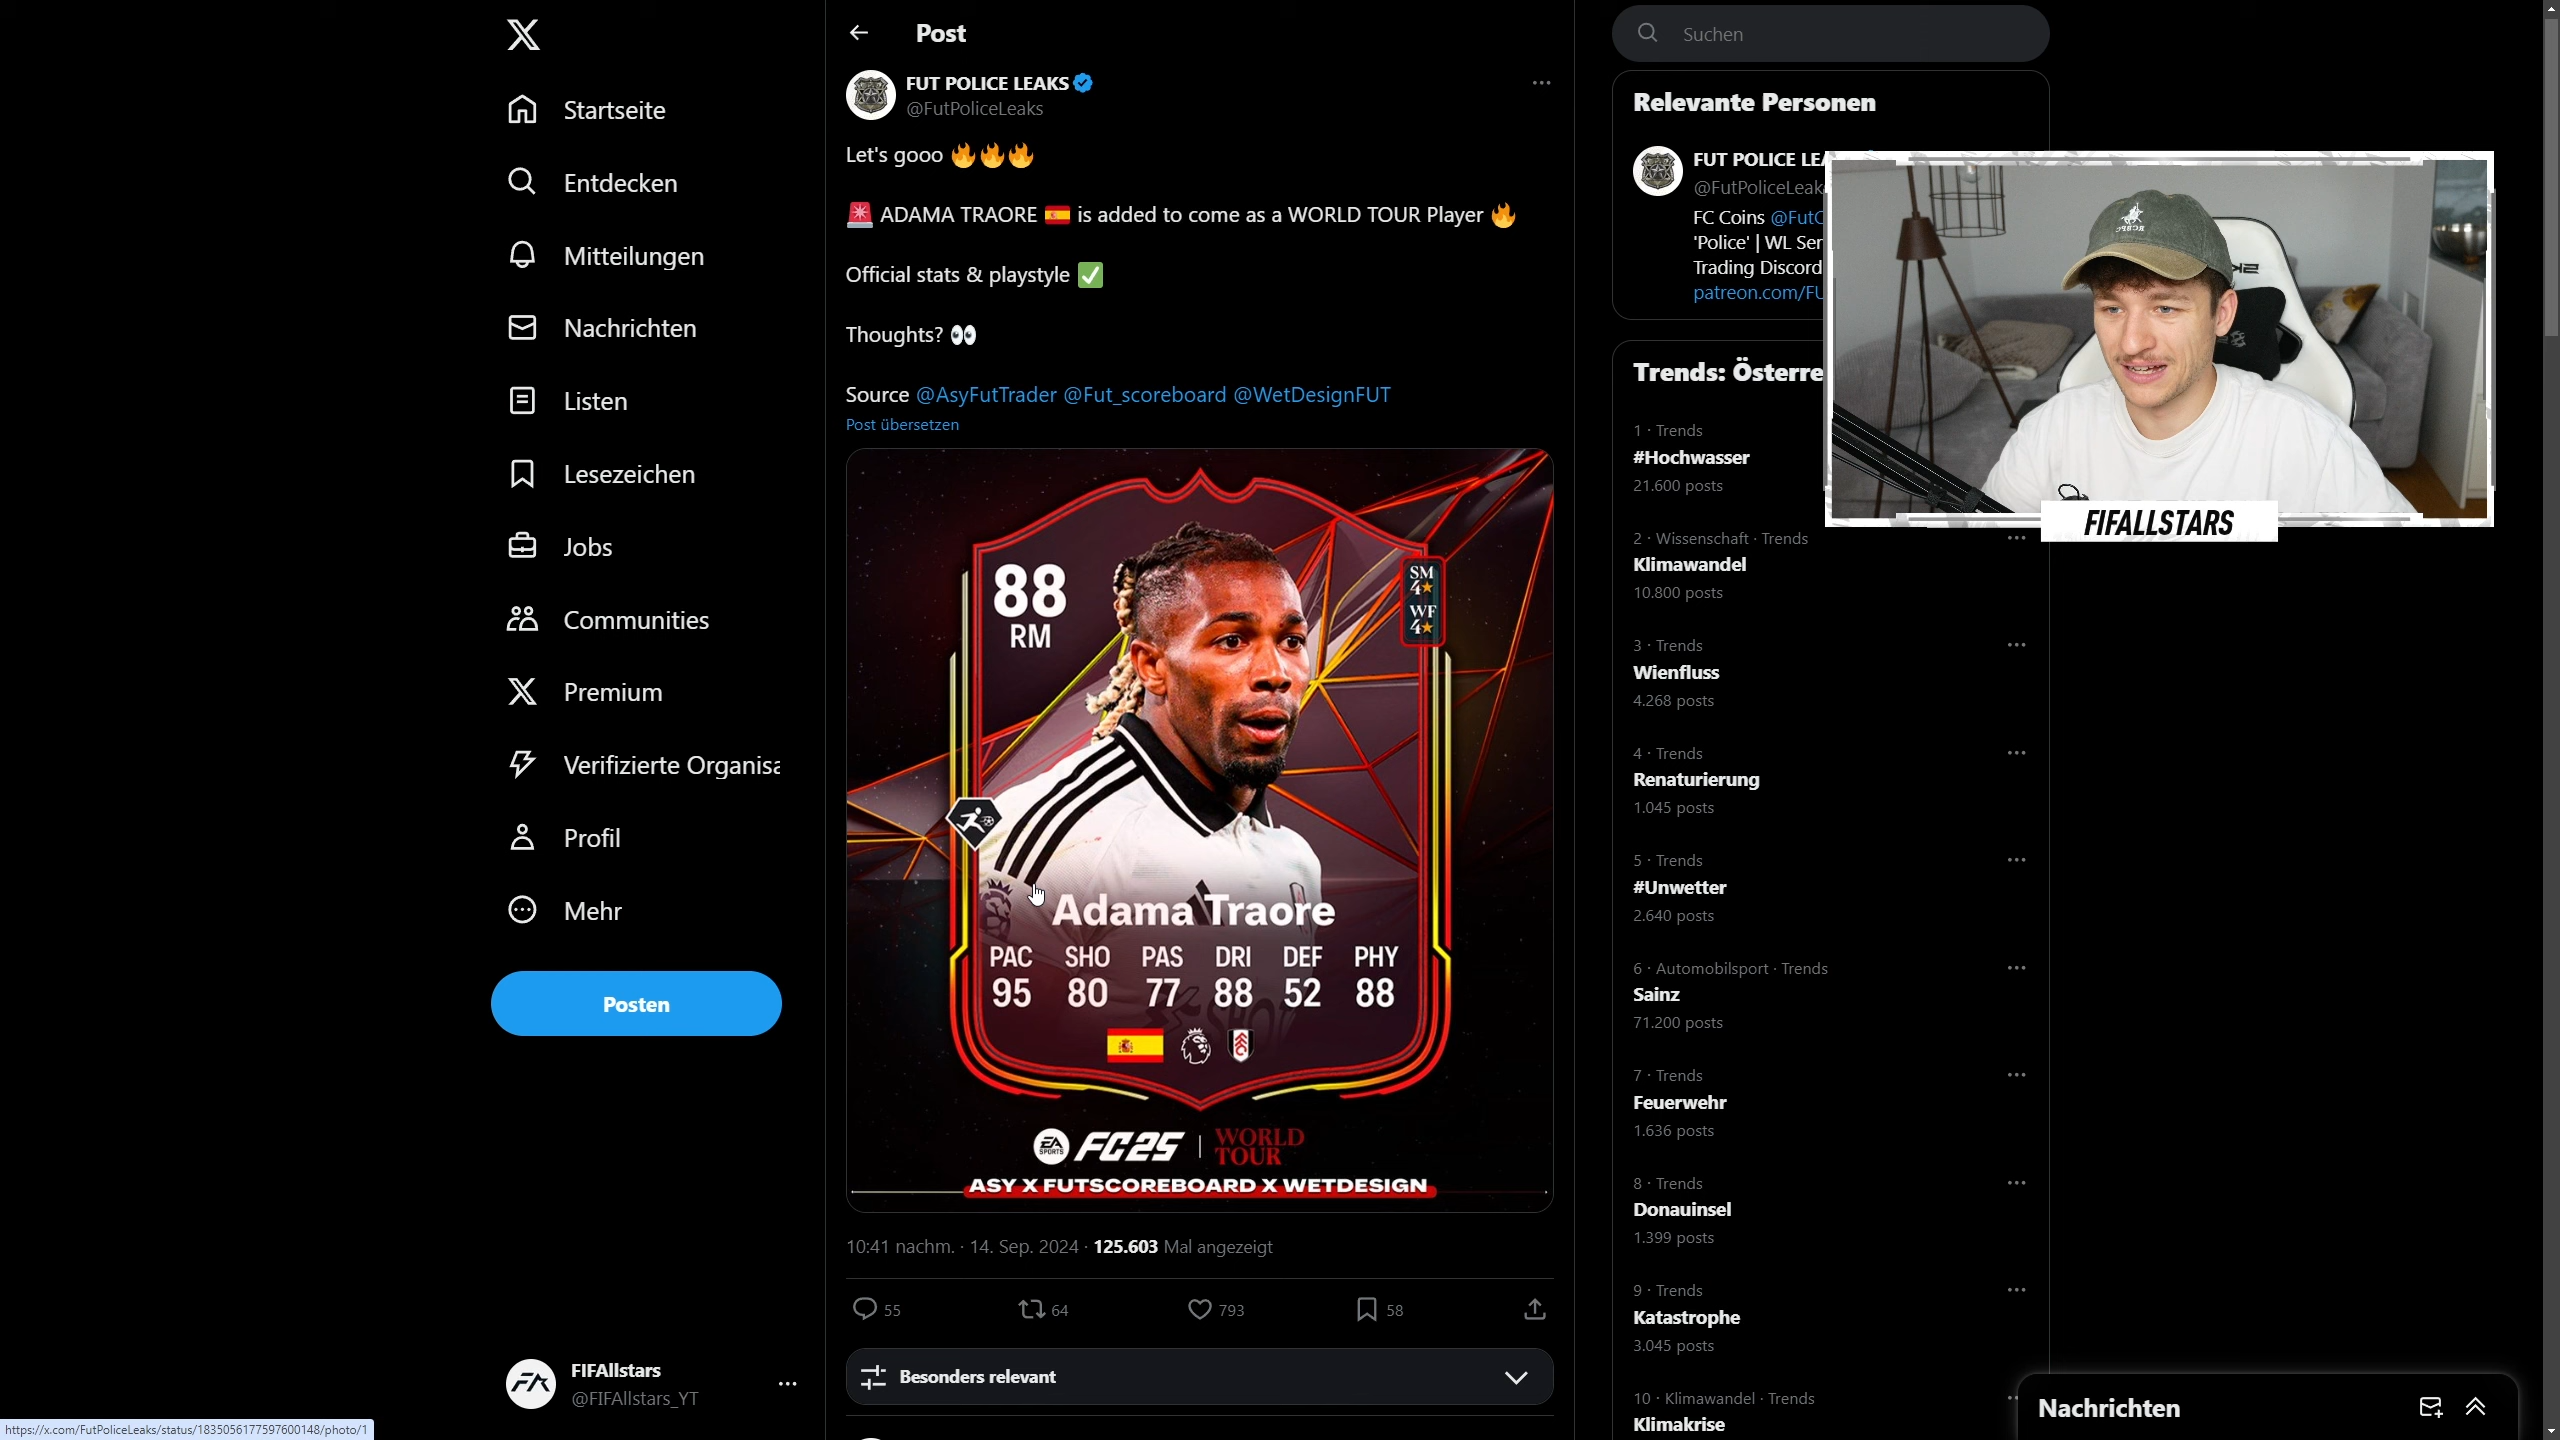 Startseite
Entdecken
Mitteilungen
Nachrichten
Listen
Lesezeichen
Jobs
Communities
Premium
Verifizierte Organisa
Profil
Mehr
Posten
FIFAllstars
@FIFAllstars_YT
https://x.com/FutPoliceLeaks/status/1835056177597600148/photo/1
Post
FUT POLICE LEAKS
@FutPoliceLeaks
Let's gooo 🔥🔥🔥
🚨 ADAMA TRAORE 🇪🇸 is added to come as a WORLD TOUR Player 🔥
Official stats & playstyle ✅
Thoughts? 👀
Source @AsyFutTrader @Fut_scoreboard @WetDesignFUT
Post übersetzen
88
RM
SM
4★
WF
4★
Adama Traore
PAC SHO PAS DRI DEF PHY
95 80 77 88 52 88
EA SPORTS FC25 | WORLD TOUR
ASY X FUTSCOREBOARD X WETDESIGN
10:41 nachm. · 14. Sep. 2024 · 125.603 Mal angezeigt
55 64 793 58
Besonders relevant
Suchen
Relevante Personen
FUT POLICE LEA
@FutPoliceLeak
FC Coins @FutC
'Police' | WL Ser
Trading Discord
patreon.com/FU
FIFALLSTARS
Trends: Österre
1 · Trends
#Hochwasser
21.600 posts
2 · Wissenschaft · Trends
Klimawandel
10.800 posts
3 · Trends
Wienfluss
4.268 posts
4 · Trends
Renaturierung
1.045 posts
5 · Trends
#Unwetter
2.640 posts
6 · Automobilsport · Trends
Sainz
71.200 posts
7 · Trends
Feuerwehr
1.636 posts
8 · Trends
Donauinsel
1.399 posts
9 · Trends
Katastrophe
3.045 posts
10 · Klimawandel · Trends
Klimakrise
Nachrichten